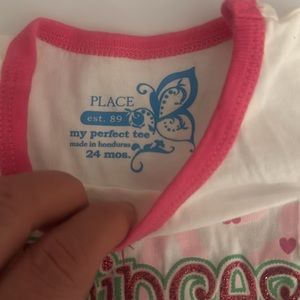 PLACE
est. 89
my perfect tee
made in honduras
24 mos.